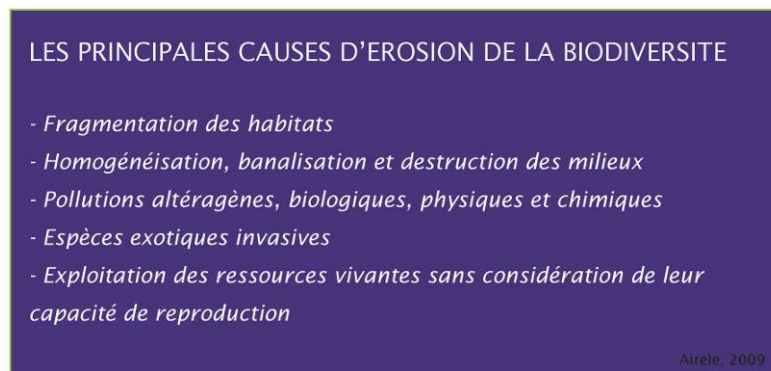 LES PRINCIPALES CAUSES D'EROSION DE LA BIODIVERSITE
- Fragmentation des habitats
- Homogénéisation, banalisation et destruction des milieux
- Pollutions altéragènes, biologiques, physiques et chimiques
- Espèces exotiques invasives
- Exploitation des ressources vivantes sans considération de leur
capacité de reproduction
Airele, 2009